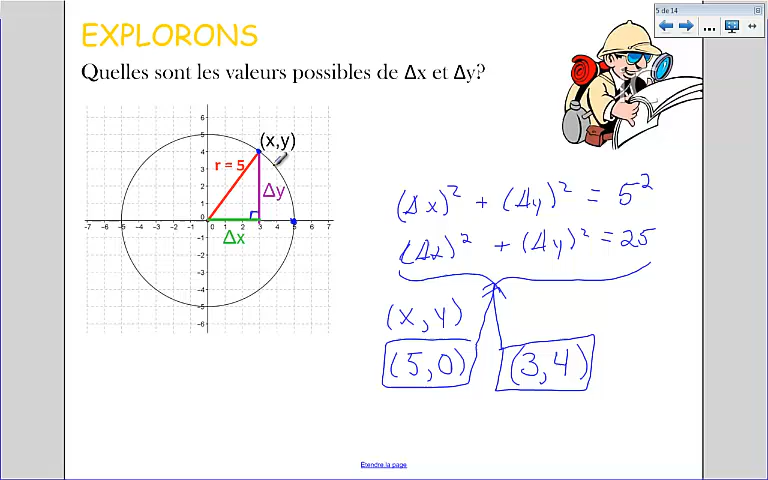 5 de 14
EXPLORONS
Quelles sont les valeurs possibles de Δx et Δy?
6
5
4
3
2
1
0
-7 -6 -5 -4 -3 -2 -1 0 1 2 3 4 5 6 7
-1
-2
-3
-4
-5
-6
(x,y)
r = 5
Δy
Δx
(Δx)² + (Δy)² = 5²
(Δx)² + (Δy)² = 25
(x, y)
(5, 0) (3, 4)
Étendre la page